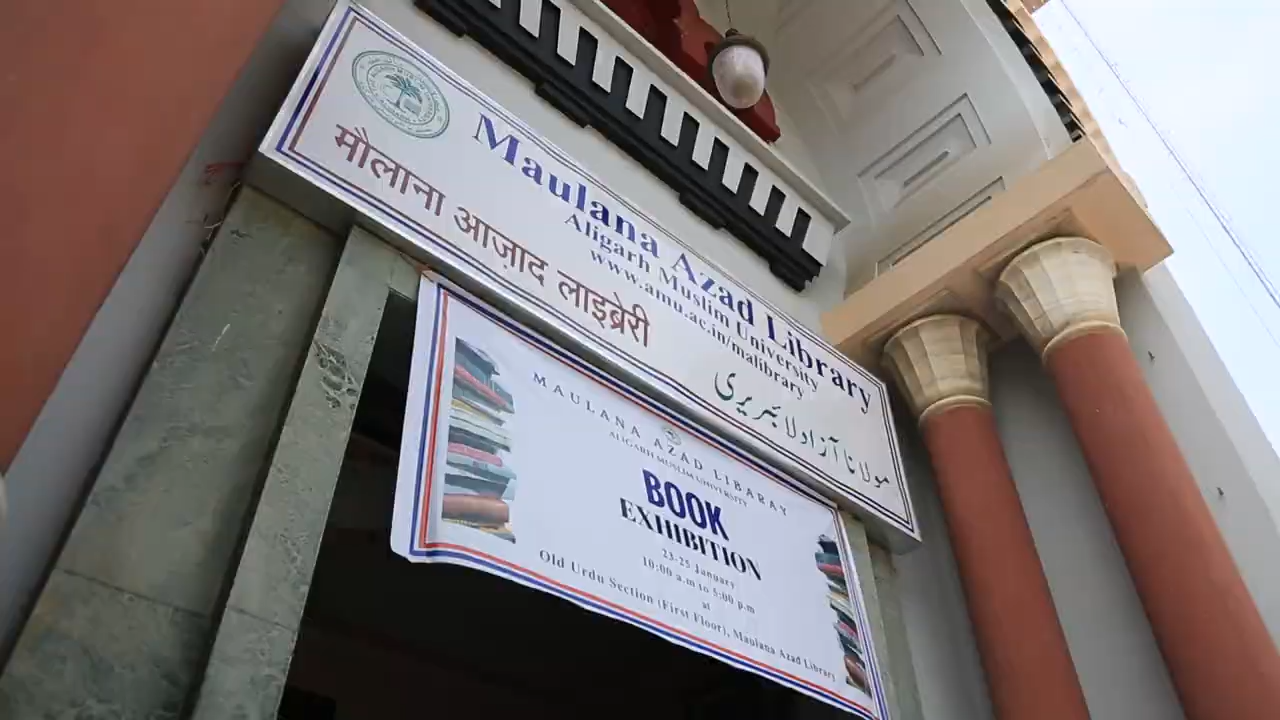 Maulana Azad Library
Aligarh Muslim University
www.amu.ac.in/malibrary
मौलाना आज़ाद लाइब्रेरी
مولانا آزاد لائبریری
MAULANA AZAD LIBARAY
ALIGARH MUSLIM UNIVERSITY
BOOK
EXHIBITION
23-25 January
10:00 a.m to 5:00 p.m
at
Old Urdu Section (First Floor), Maulana Azad Library